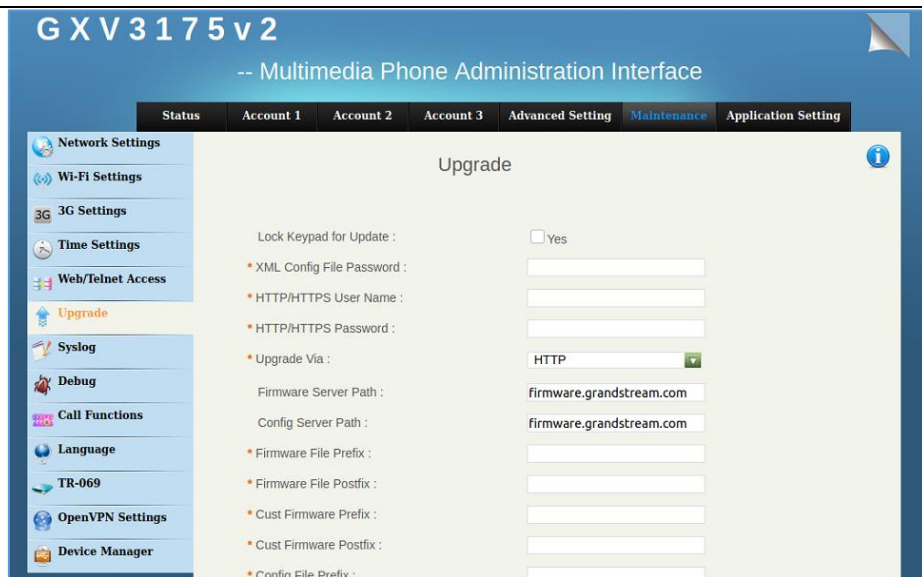 GXV3175v2
-- Multimedia Phone Administration Interface
Status Account 1 Account 2 Account 3 Advanced Setting Maintenance Application Setting
Network Settings
Wi-Fi Settings
3G 3G Settings
Time Settings
Web/Telnet Access
Upgrade
Syslog
Debug
Call Functions
Language
TR-069
OpenVPN Settings
Device Manager
Upgrade
Lock Keypad for Update : Yes
* XML Config File Password :
* HTTP/HTTPS User Name :
* HTTP/HTTPS Password :
* Upgrade Via : HTTP
Firmware Server Path : firmware.grandstream.com
Config Server Path : firmware.grandstream.com
* Firmware File Prefix :
* Firmware File Postfix :
* Cust Firmware Prefix :
* Cust Firmware Postfix :
* Config File Prefix :